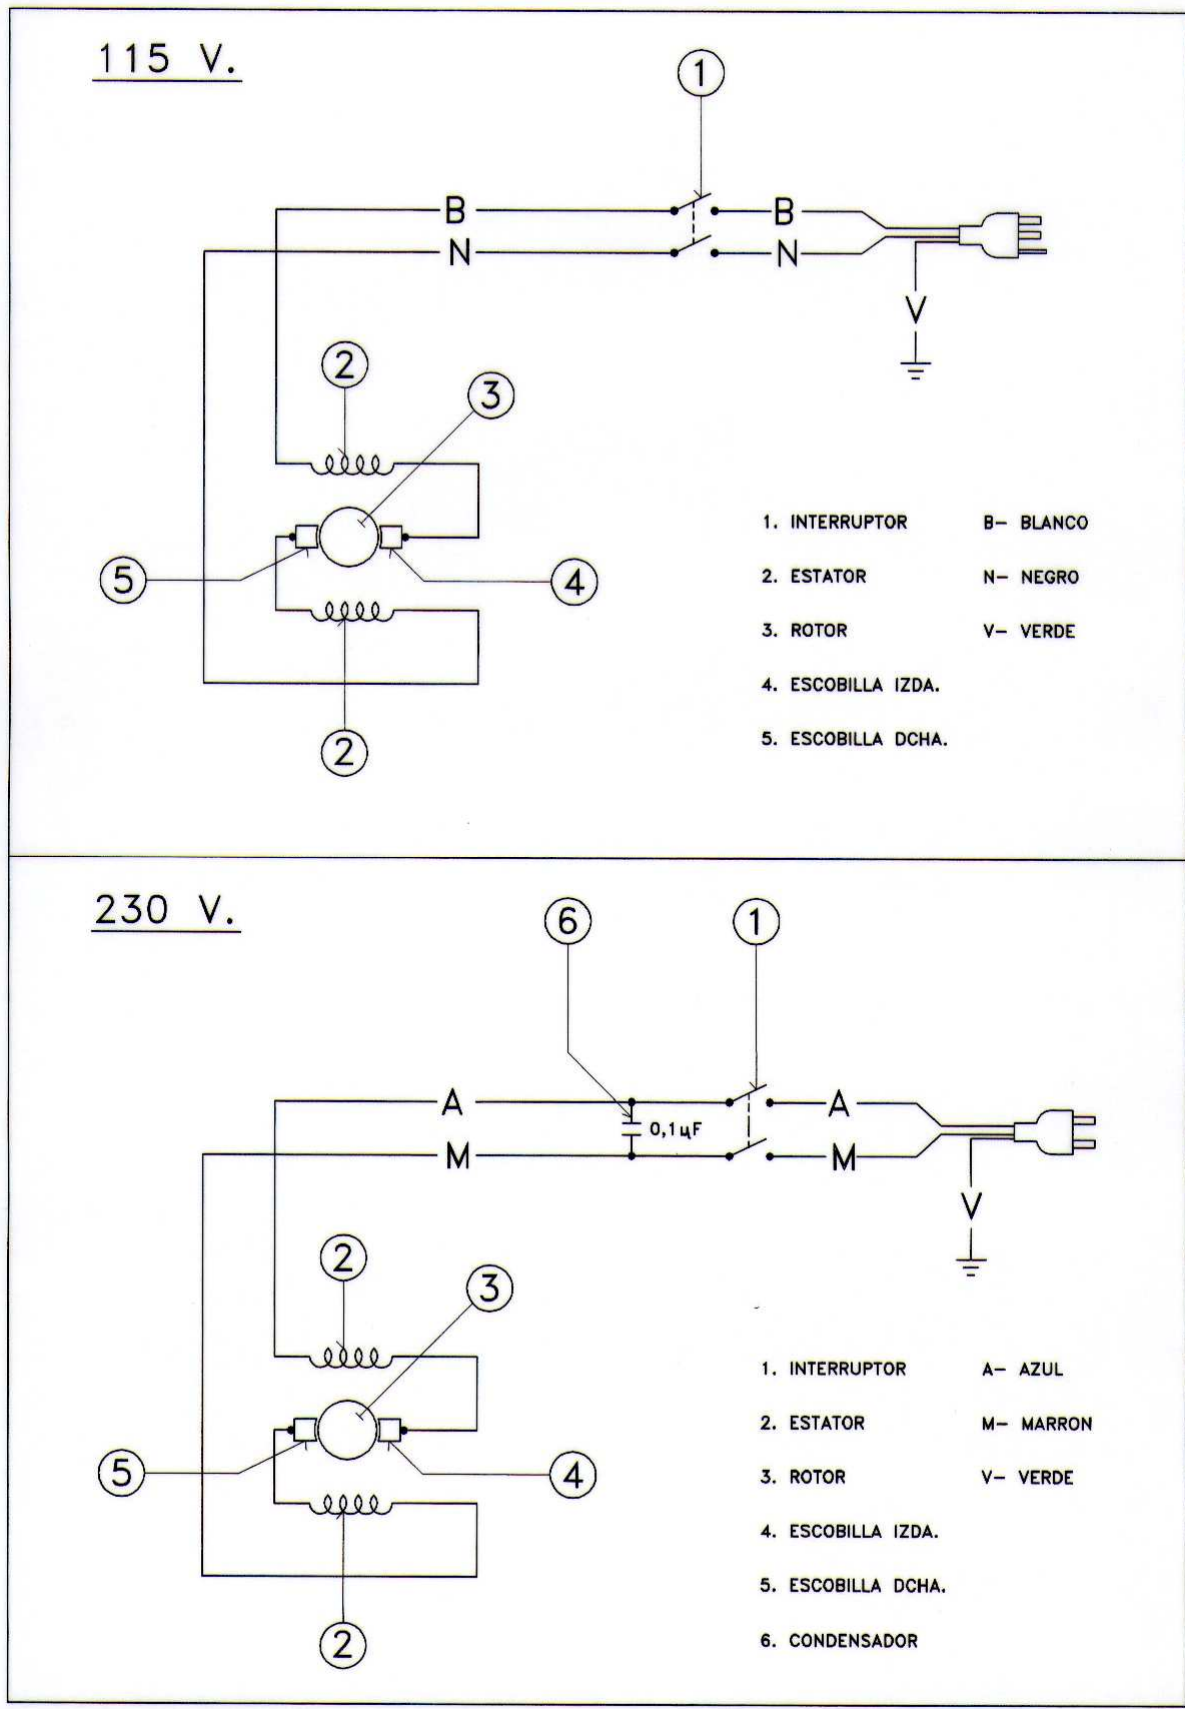 115 V.
1
B
B
N
N
V
2
3
5
4
2
1. INTERRUPTOR B- BLANCO
2. ESTATOR N- NEGRO
3. ROTOR V- VERDE
4. ESCOBILLA IZDA.
5. ESCOBILLA DCHA.
230 V.
6
1
A
A
0,1 µF
M
M
V
2
3
5
4
2
1. INTERRUPTOR A- AZUL
2. ESTATOR M- MARRON
3. ROTOR V- VERDE
4. ESCOBILLA IZDA.
5. ESCOBILLA DCHA.
6. CONDENSADOR